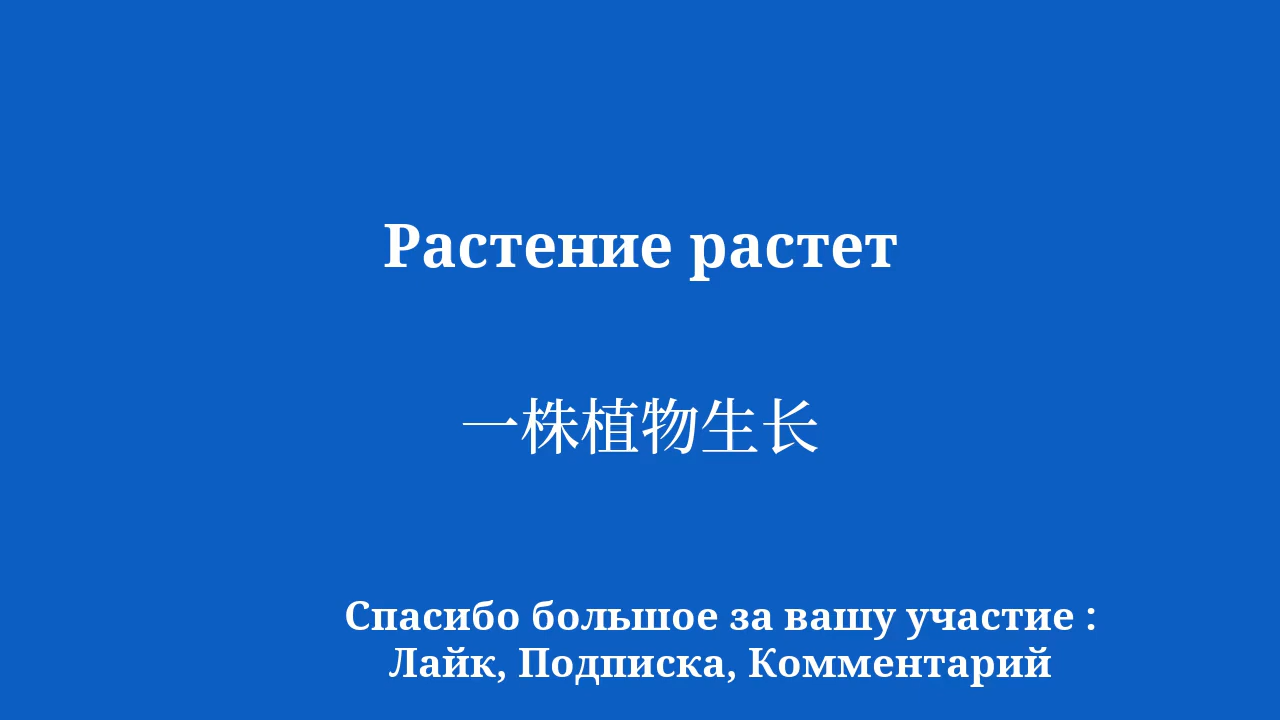 Растение растет
一株植物生长
Спасибо большое за вашу участие :
Лайк, Подписка, Комментарий